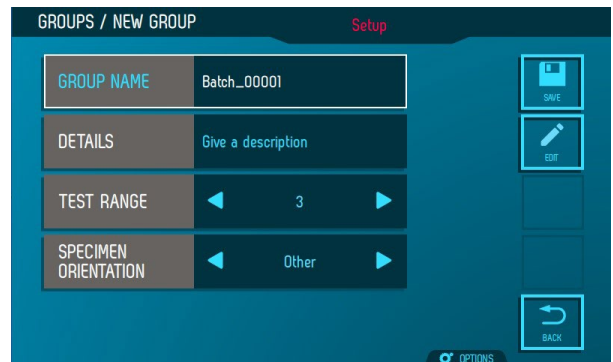 GROUPS / NEW GROUP
Setup
GROUP NAME
Batch_00001
SAVE
DETAILS
Give a description
EDIT
TEST RANGE
3
SPECIMEN
ORIENTATION
Other
BACK
OPTIONS